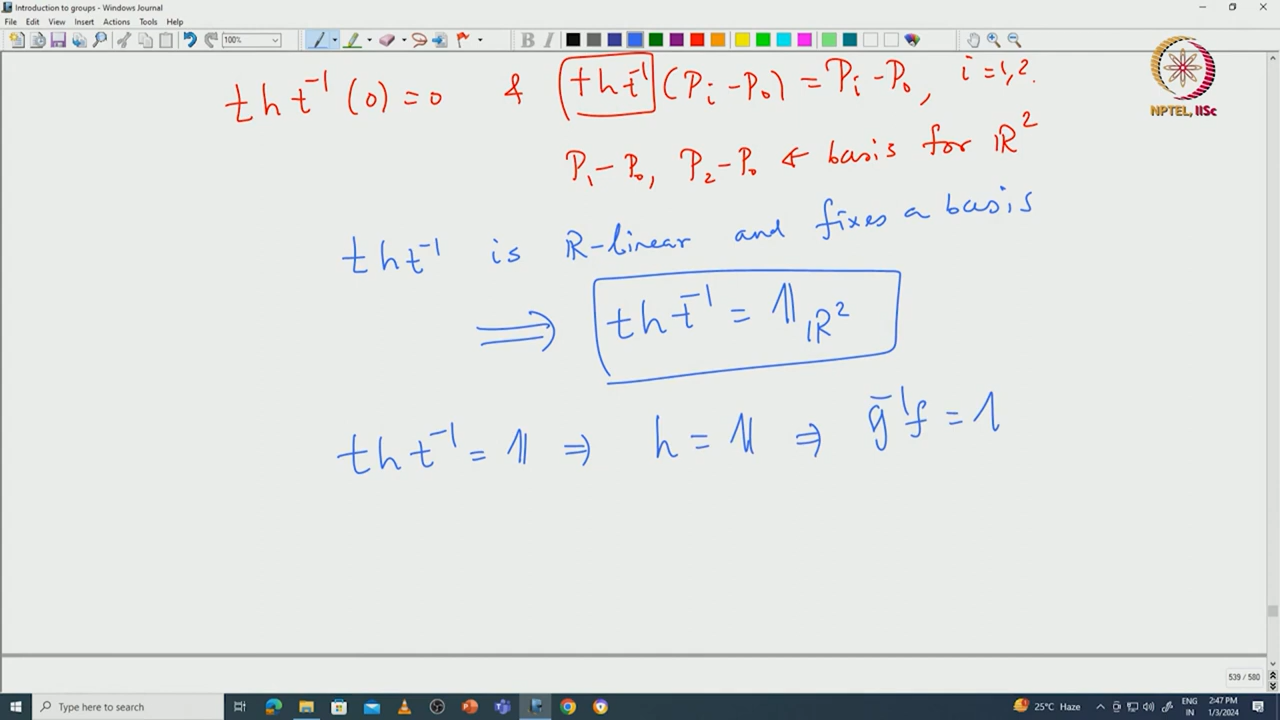 Introduction to groups - Windows Journal
File Edit View Insert Actions Tools Help
100% B I
NPTEL, IISc
t h t⁻¹ (0) = 0 & t h t⁻¹ (P_i - P_0) = P_i - P_0, i = 1, 2.
P_1 - P_0, P_2 - P_0 ← basis for ℝ²
t h t⁻¹ is ℝ-linear and fixes a basis
⟹ t h t⁻¹ = 𝟙_ℝ²
t h t⁻¹ = 𝟙 ⇒ h = 𝟙 ⇒ g⁻¹f = 1
539 / 580
Type here to search
25°C Haze
ENG IN
2:47 PM
1/3/2024